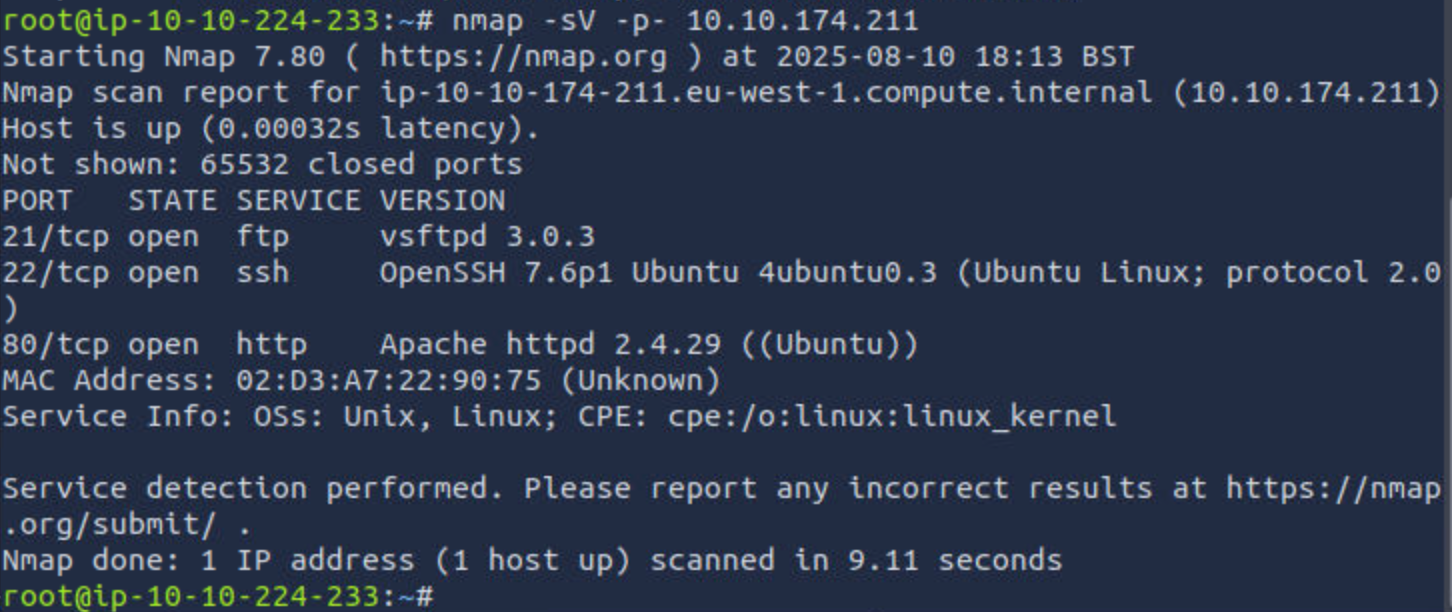 root@ip-10-10-224-233:~# nmap -sV -p- 10.10.174.211
Starting Nmap 7.80 ( https://nmap.org ) at 2025-08-10 18:13 BST
Nmap scan report for ip-10-10-174-211.eu-west-1.compute.internal (10.10.174.211)
Host is up (0.00032s latency).
Not shown: 65532 closed ports
PORT   STATE SERVICE VERSION
21/tcp open  ftp     vsftpd 3.0.3
22/tcp open  ssh     OpenSSH 7.6p1 Ubuntu 4ubuntu0.3 (Ubuntu Linux; protocol 2.0
)
80/tcp open  http    Apache httpd 2.4.29 ((Ubuntu))
MAC Address: 02:D3:A7:22:90:75 (Unknown)
Service Info: OSs: Unix, Linux; CPE: cpe:/o:linux:linux_kernel

Service detection performed. Please report any incorrect results at https://nmap
.org/submit/ .
Nmap done: 1 IP address (1 host up) scanned in 9.11 seconds
root@ip-10-10-224-233:~#